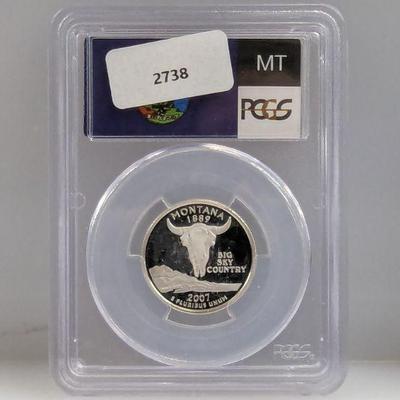 2738
MT
PCGS
MONTANA
1889
BIG
SKY
COUNTRY
2007
E PLURIBUS UNUM
PCGS